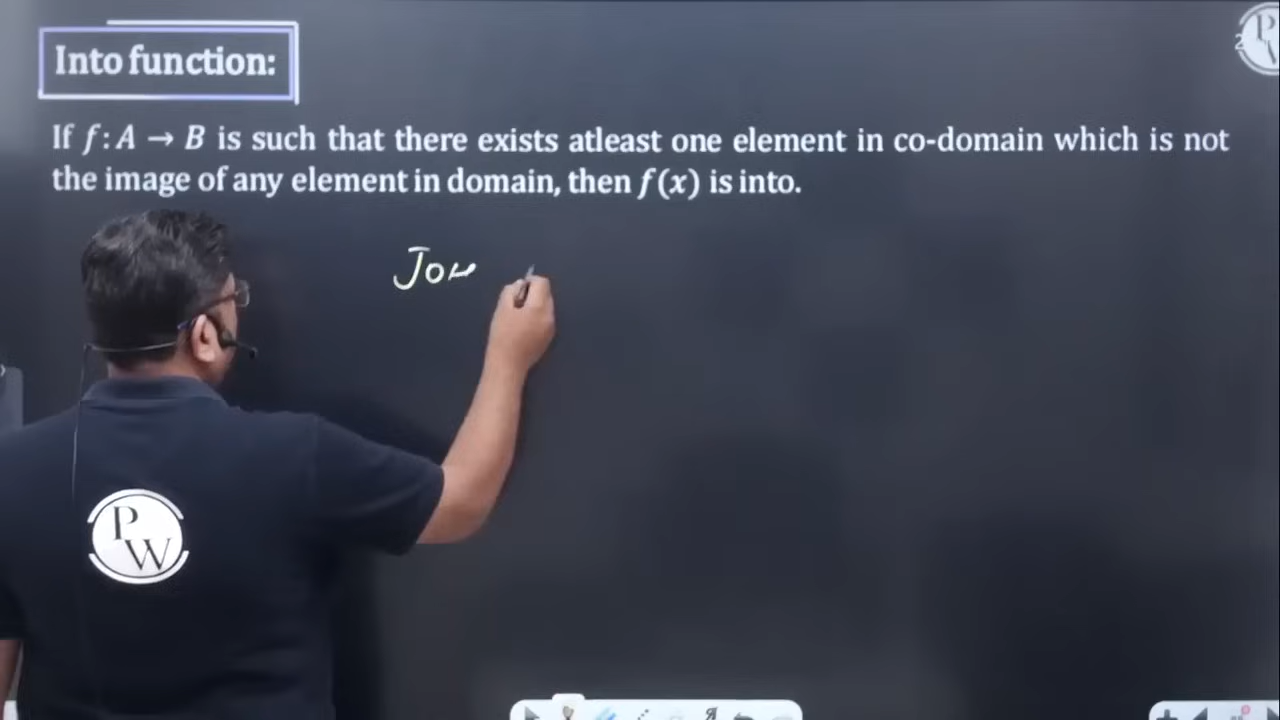 Into function:
If f: A → B is such that there exists atleast one element in co-domain which is not
the image of any element in domain, then f(x) is into.
Jo
P
W